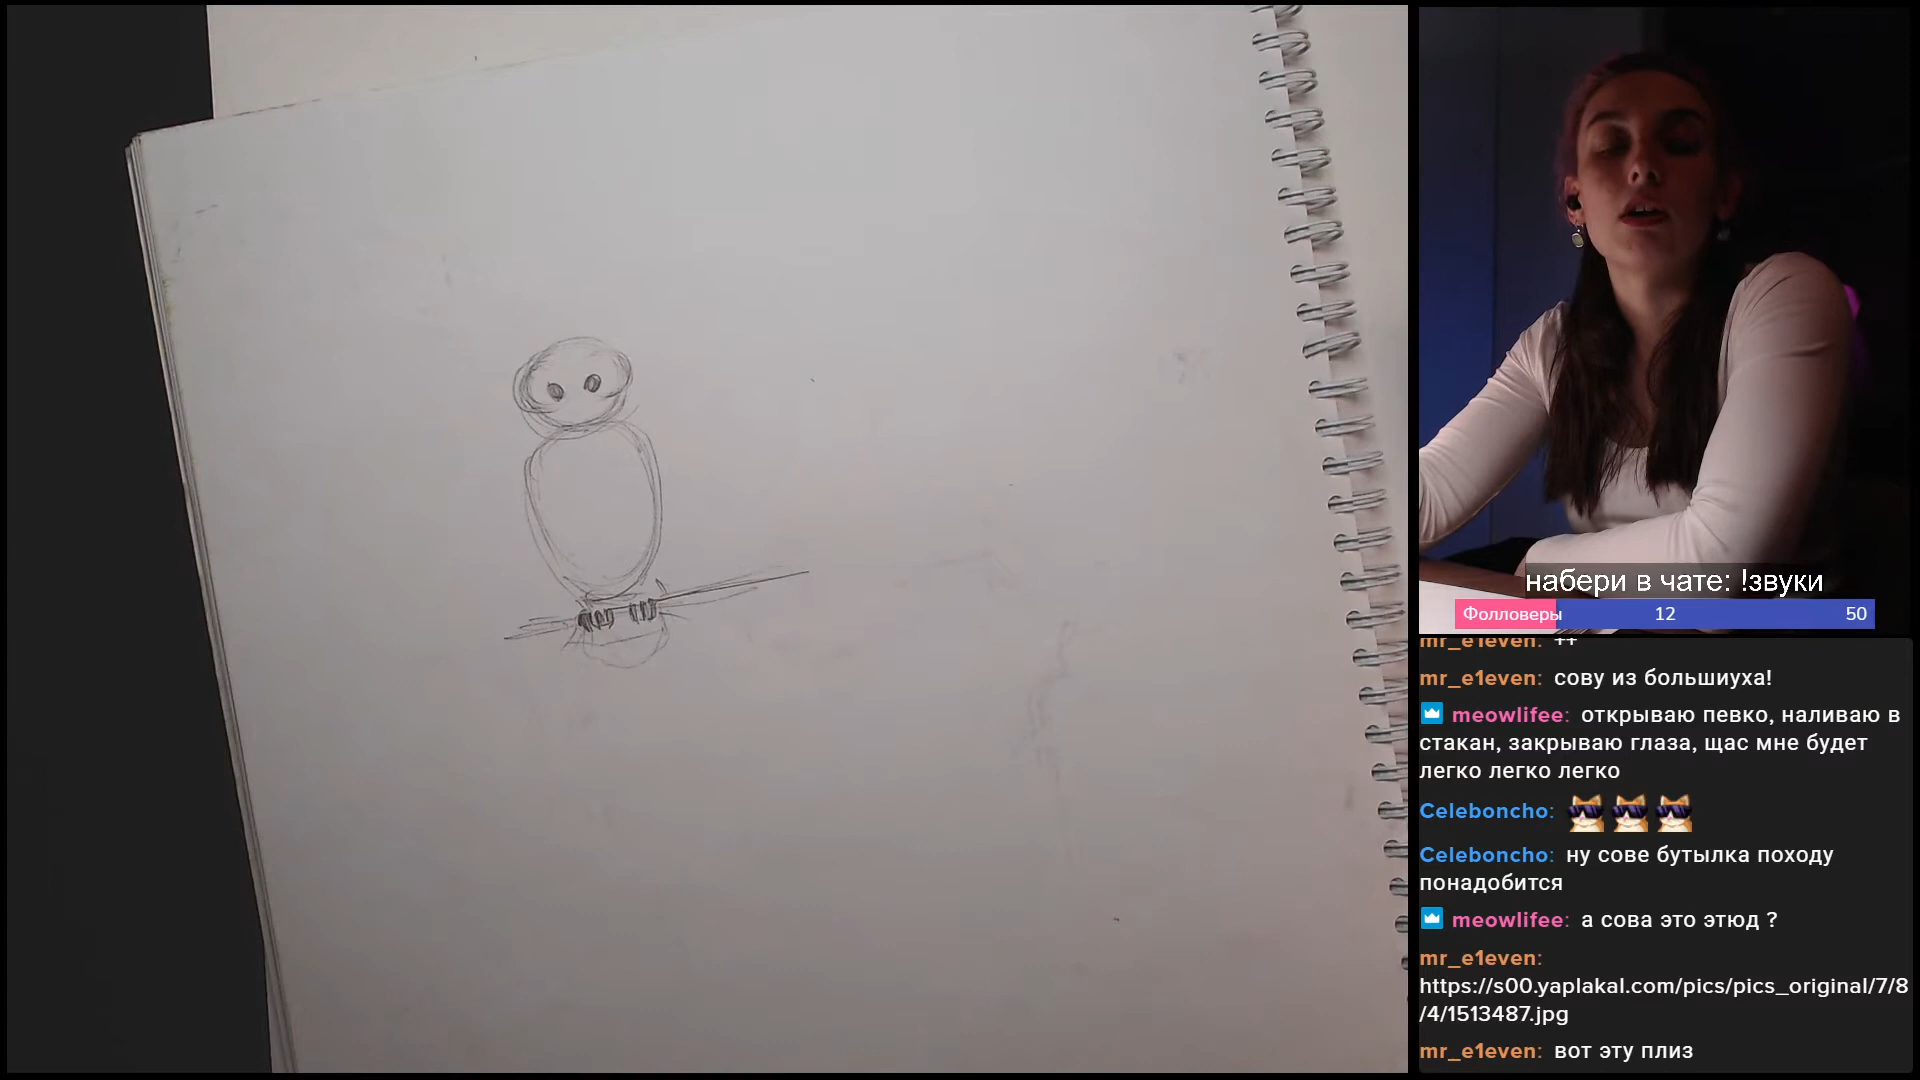 набери в чате: !звуки
Фолловеры 12 50
mr_e1even: ++
mr_e1even: сову из большиуха!
meowlifee: открываю певко, наливаю в
стакан, закрываю глаза, щас мне будет
легко легко легко
Celeboncho:
Celeboncho: ну сове бутылка походу
понадобится
meowlifee: а сова это этюд ?
mr_e1even:
https://s00.yaplakal.com/pics/pics_original/7/8
/4/1513487.jpg
mr_e1even: вот эту плиз